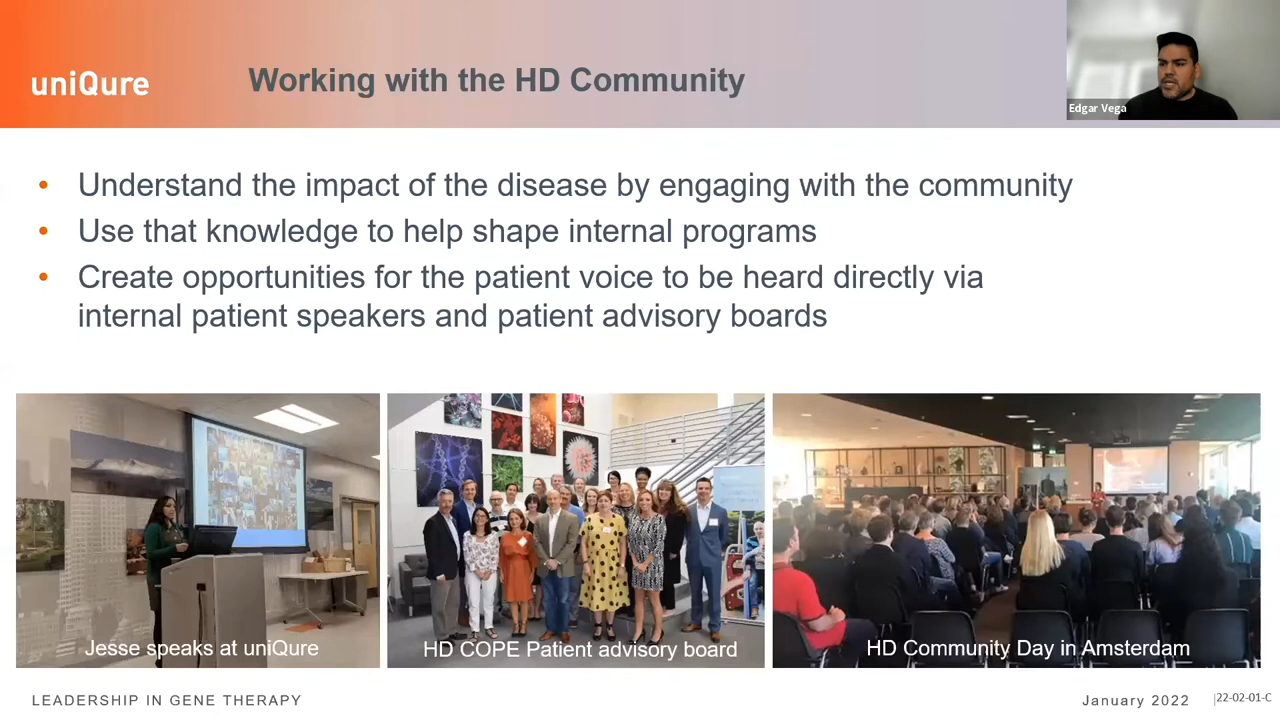 uniQure
Working with the HD Community
Edgar Vega
• Understand the impact of the disease by engaging with the community
• Use that knowledge to help shape internal programs
• Create opportunities for the patient voice to be heard directly via
internal patient speakers and patient advisory boards
Jesse speaks at uniQure
HD COPE Patient advisory board
HD Community Day in Amsterdam
LEADERSHIP IN GENE THERAPY
January 2022
|22-02-01-C